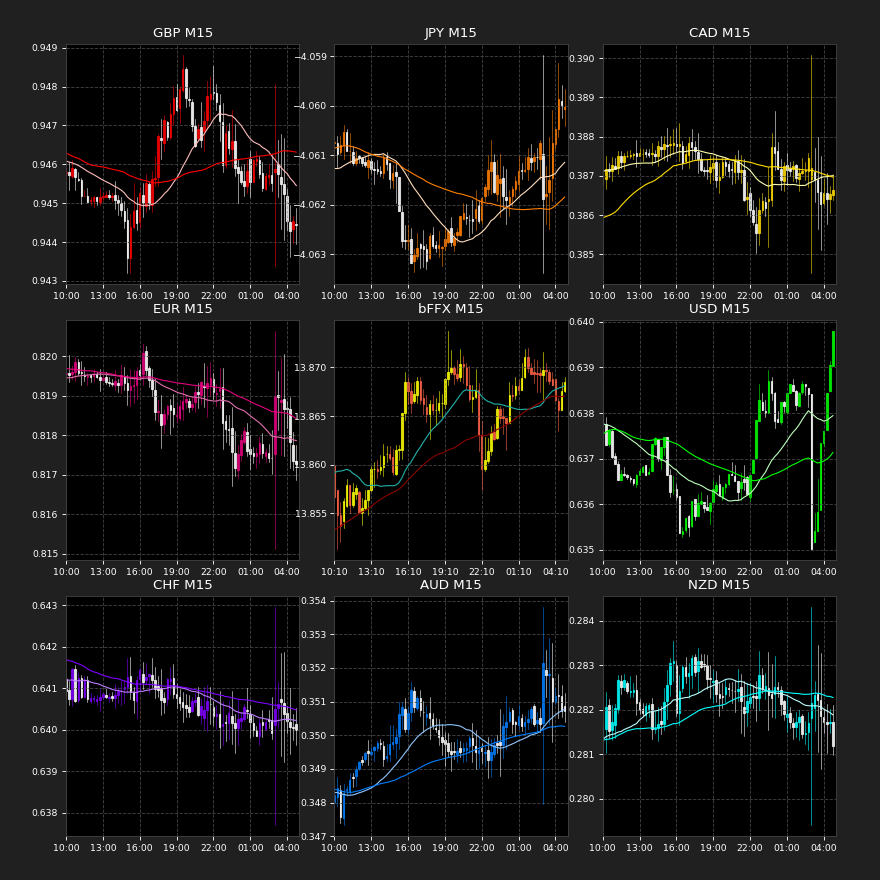 GBP M15
0.949
0.948
0.947
0.946
0.945
0.944
0.943
10:00 13:00 16:00 19:00 22:00 01:00 04:00
JPY M15
−4.059
−4.060
−4.061
−4.062
−4.063
10:00 13:00 16:00 19:00 22:00 01:00 04:00
CAD M15
0.390
0.389
0.388
0.387
0.386
0.385
10:00 13:00 16:00 19:00 22:00 01:00 04:00
EUR M15
0.820
0.819
0.818
0.817
0.816
0.815
10:00 13:00 16:00 19:00 22:00 01:00 04:00
bFFX M15
13.870
13.865
13.860
13.855
10:10 13:10 16:10 19:10 22:10 01:10 04:10
USD M15
0.640
0.639
0.638
0.637
0.636
0.635
10:00 13:00 16:00 19:00 22:00 01:00 04:00
CHF M15
0.643
0.642
0.641
0.640
0.639
0.638
10:00 13:00 16:00 19:00 22:00 01:00 04:00
AUD M15
0.354
0.353
0.352
0.351
0.350
0.349
0.348
0.347
10:00 13:00 16:00 19:00 22:00 01:00 04:00
NZD M15
0.284
0.283
0.282
0.281
0.280
10:00 13:00 16:00 19:00 22:00 01:00 04:00